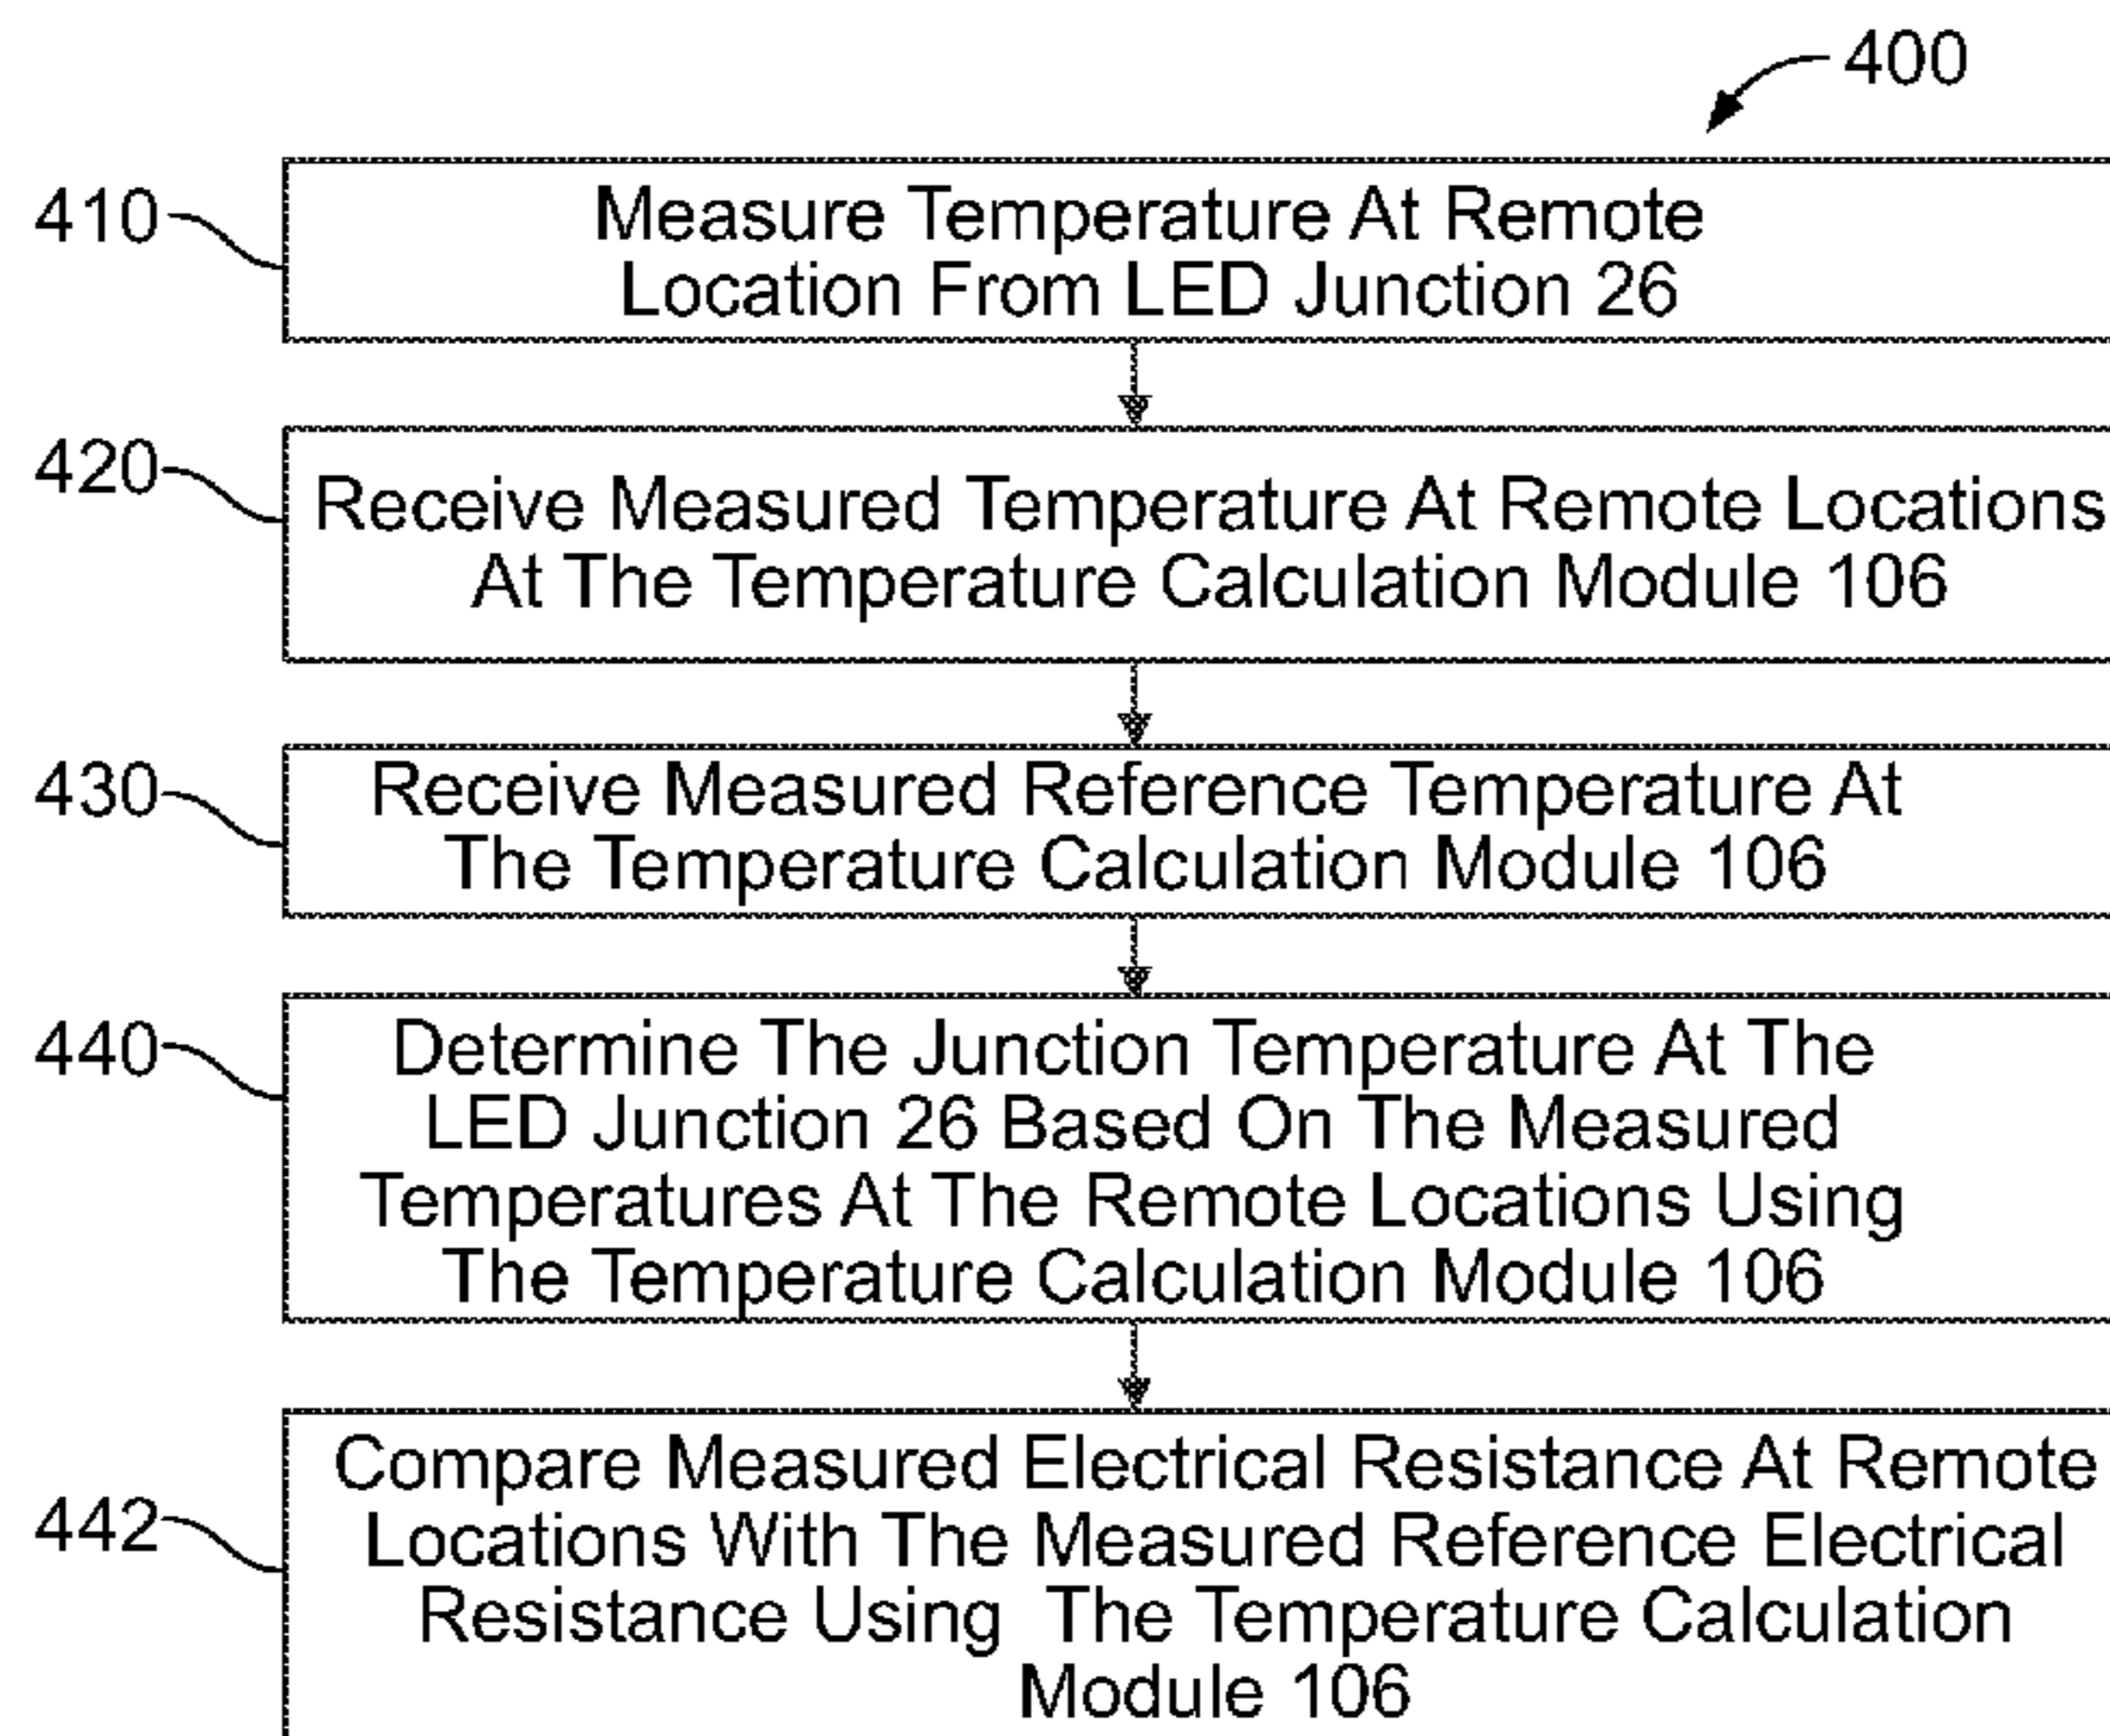 400
410
Measure Temperature At Remote
Location From LED Junction 26
420
Receive Measured Temperature At Remote Locations
At The Temperature Calculation Module 106
430
Receive Measured Reference Temperature At
The Temperature Calculation Module 106
440
Determine The Junction Temperature At The
LED Junction 26 Based On The Measured
Temperatures At The Remote Locations Using
The Temperature Calculation Module 106
442
Compare Measured Electrical Resistance At Remote
Locations With The Measured Reference Electrical
Resistance Using The Temperature Calculation
Module 106